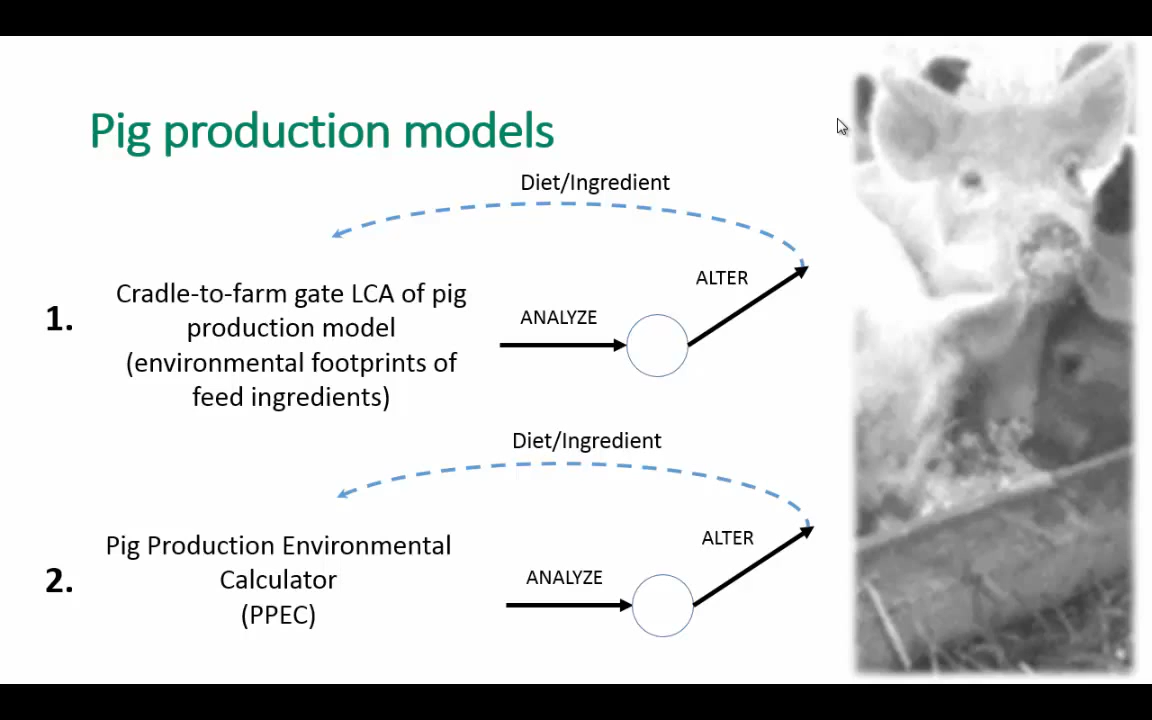 Pig production models
Diet/Ingredient
1.
Cradle-to-farm gate LCA of pig
production model
(environmental footprints of
feed ingredients)
ANALYZE
ALTER
Diet/Ingredient
2.
Pig Production Environmental
Calculator
(PPEC)
ANALYZE
ALTER